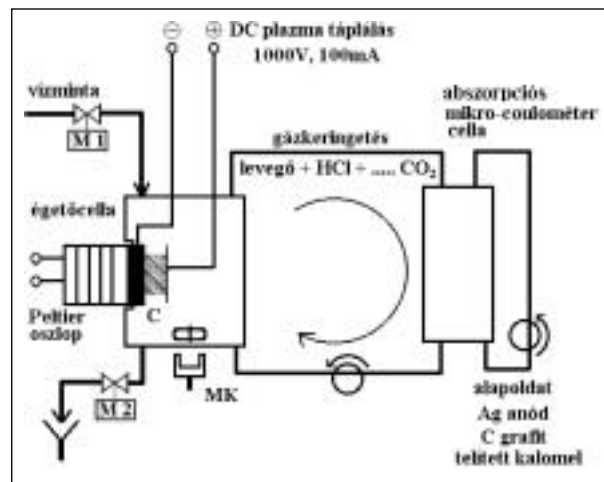 ⊖ ⊕ DC plazma táplálás
1000V, 100mA
vízminta
M 1
abszorpciós
mikro-coulométer
cella
gázkeringetés
levegő + HCl + ..... CO₂
égetőcella
Peltier
oszlop
C
MK
M 2
alapoldat
Ag anód
C grafit
telített kalomel